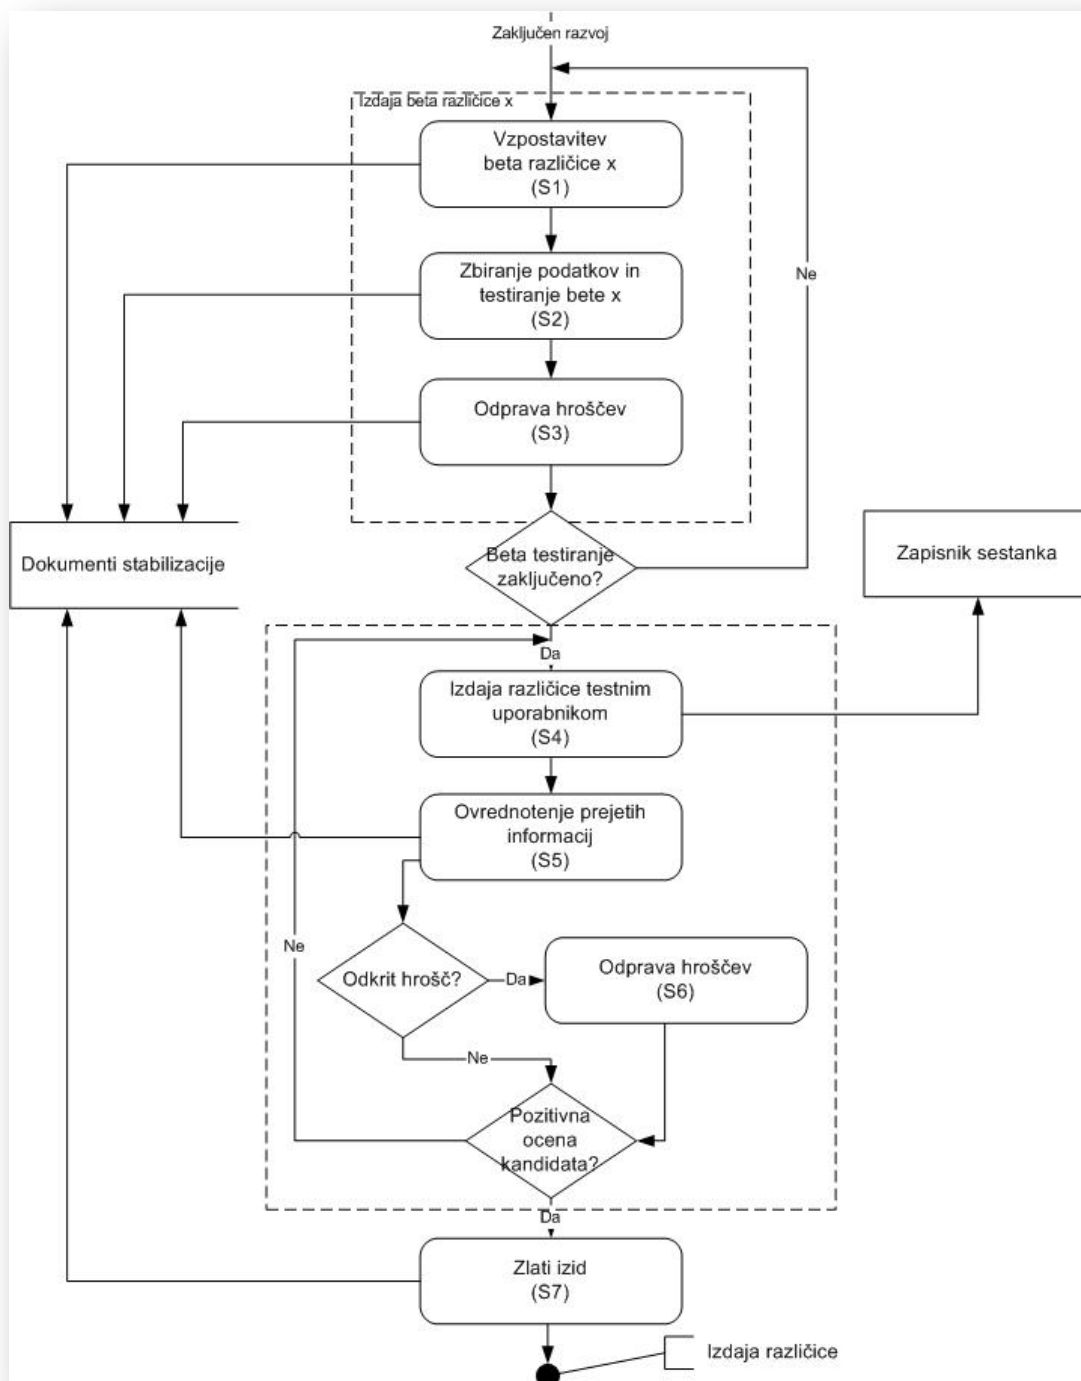 Zaključen razvoj
Izdaja beta različice x
Vzpostavitev
beta različice x
(S1)
Ne
Zbiranje podatkov in
testiranje bete x
(S2)
Odprava hroščev
(S3)
Dokumenti stabilizacije
Beta testiranje
zaključeno?
Zapisnik sestanka
Da
Izdaja različice testnim
uporabnikom
(S4)
Ovrednotenje prejetih
informacij
(S5)
Ne
Odkrit hrošč?
Da
Odprava hroščev
(S6)
Ne
Pozitivna
ocena
kandidata?
Da
Zlati izid
(S7)
Izdaja različice